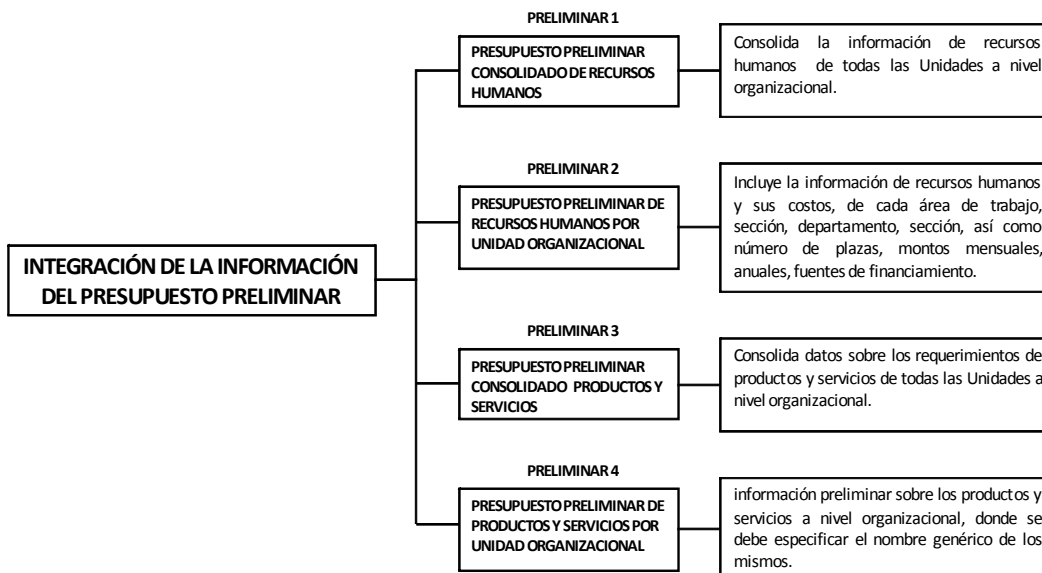 PRELIMINAR 1
PRESUPUESTO PRELIMINAR
CONSOLIDADO DE RECURSOS
HUMANOS
Consolida la información de recursos
humanos de todas las Unidades a nivel
organizacional.
PRELIMINAR 2
PRESUPUESTO PRELIMINAR DE
RECURSOS HUMANOS POR
UNIDAD ORGANIZACIONAL
Incluye la información de recursos humanos
y sus costos, de cada área de trabajo,
sección, departamento, sección, así como
número de plazas, montos mensuales,
anuales, fuentes de financiamiento.
INTEGRACIÓN DE LA INFORMACIÓN
DEL PRESUPUESTO PRELIMINAR
PRELIMINAR 3
PRESUPUESTO PRELIMINAR
CONSOLIDADO PRODUCTOS Y
SERVICIOS
Consolida datos sobre los requerimientos de
productos y servicios de todas las Unidades a
nivel organizacional.
PRELIMINAR 4
PRESUPUESTO PRELIMINAR DE
PRODUCTOS Y SERVICIOS POR
UNIDAD ORGANIZACIONAL
información preliminar sobre los productos y
servicios a nivel organizacional, donde se
debe especificar el nombre genérico de los
mismos.